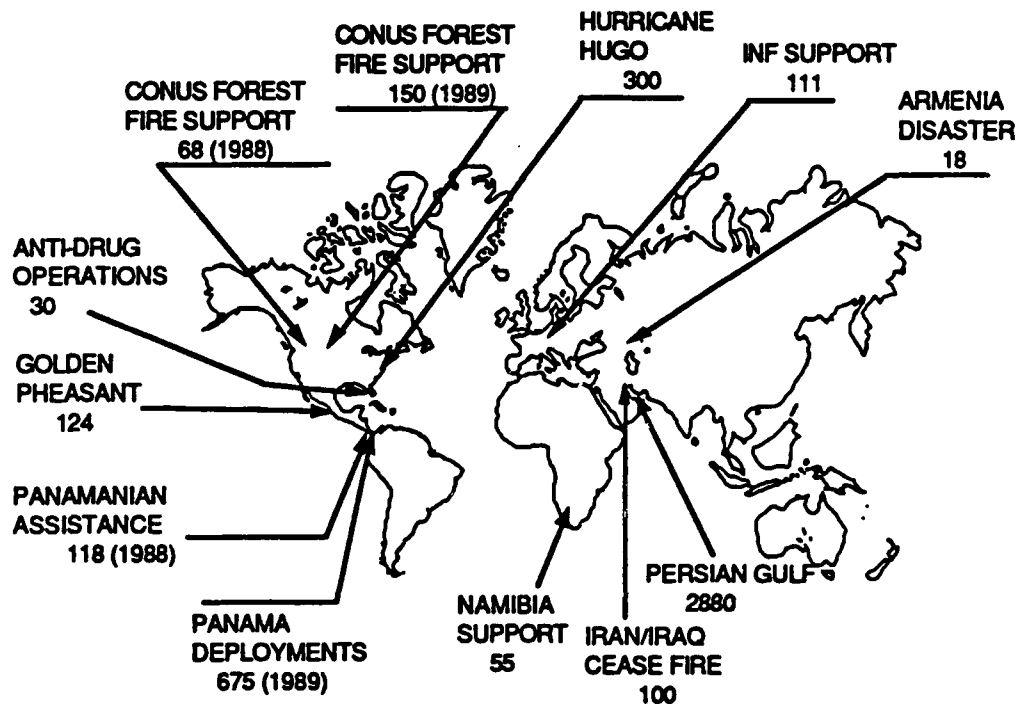 CONUS FOREST
FIRE SUPPORT
68 (1988)
CONUS FOREST
FIRE SUPPORT
150 (1989)
HURRICANE
HUGO
300
INF SUPPORT
111
ARMENIA
DISASTER
18
ANTI-DRUG
OPERATIONS
30
GOLDEN
PHEASANT
124
PANAMANIAN
ASSISTANCE
118 (1988)
PANAMA
DEPLOYMENTS
675 (1989)
NAMIBIA
SUPPORT
55
IRAN/IRAQ
CEASE FIRE
100
PERSIAN GULF
2880